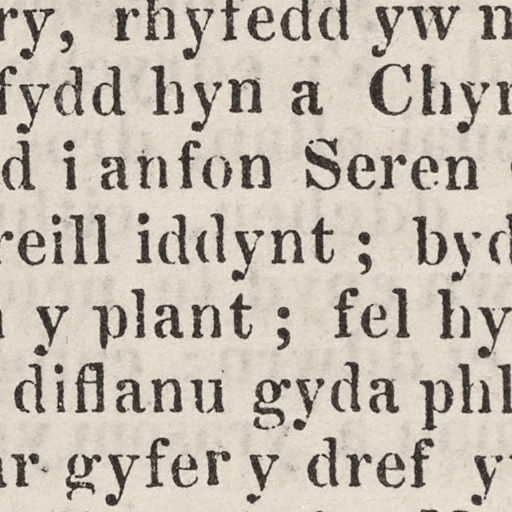 ry, rhyfedd yw
fydd hyn a Chyn
d i anfon Seren
reill iddynt ; byd
y plant ; fel hy
diflanu gyda phl
ar gyfer y dref y